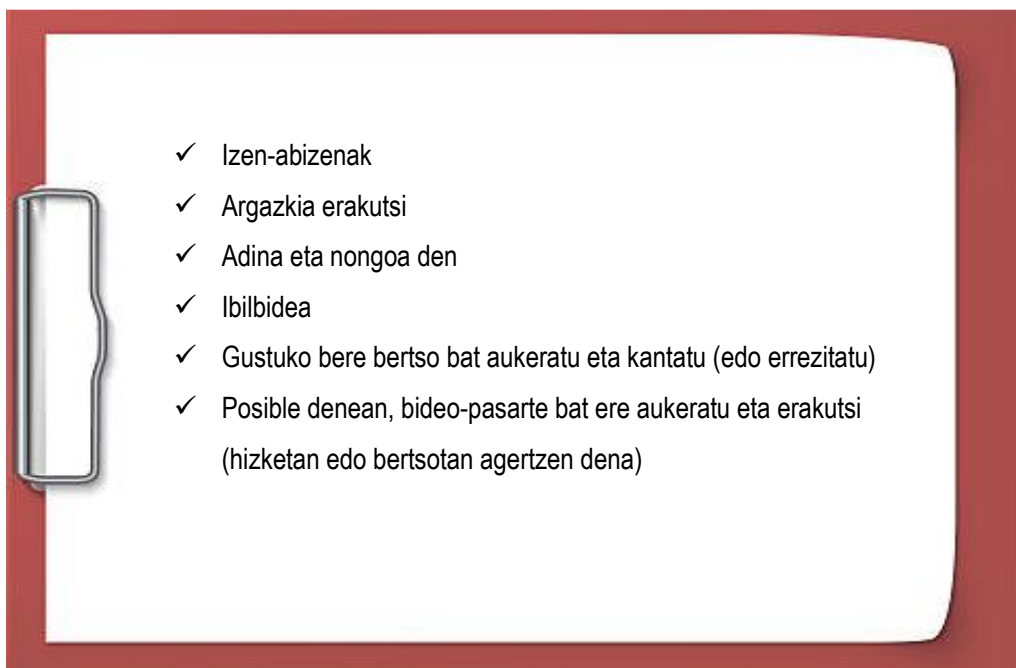 ✓ Izen-abizenak
✓ Argazkia erakutsi
✓ Adina eta nongoa den
✓ Ibilbidea
✓ Gustuko bere bertso bat aukeratu eta kantatu (edo errezitatu)
✓ Posible denean, bideo-pasarte bat ere aukeratu eta erakutsi
(hizketan edo bertsotan agertzen dena)